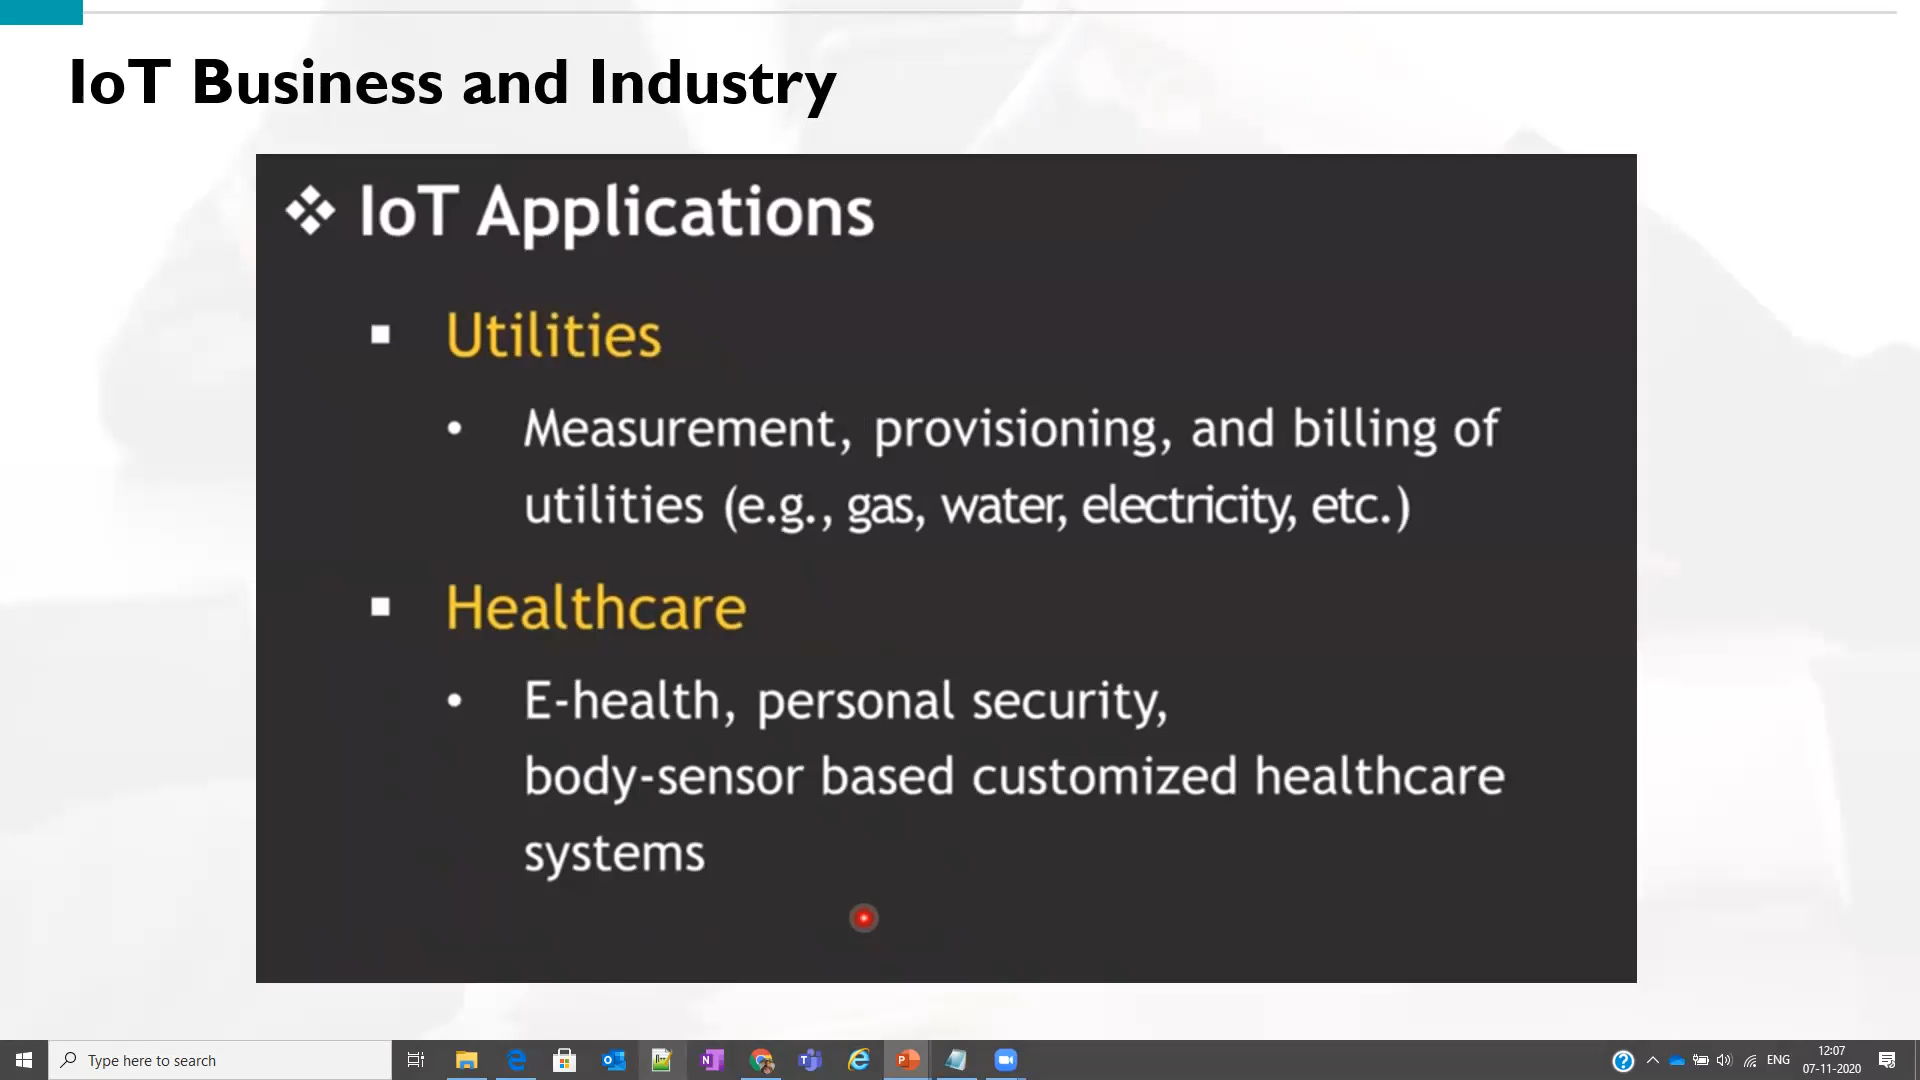 IoT Business and Industry
❖ IoT Applications
▪ Utilities
• Measurement, provisioning, and billing of
utilities (e.g., gas, water, electricity, etc.)
▪ Healthcare
• E-health, personal security,
body-sensor based customized healthcare
systems
Type here to search
ENG
12:07
07-11-2020